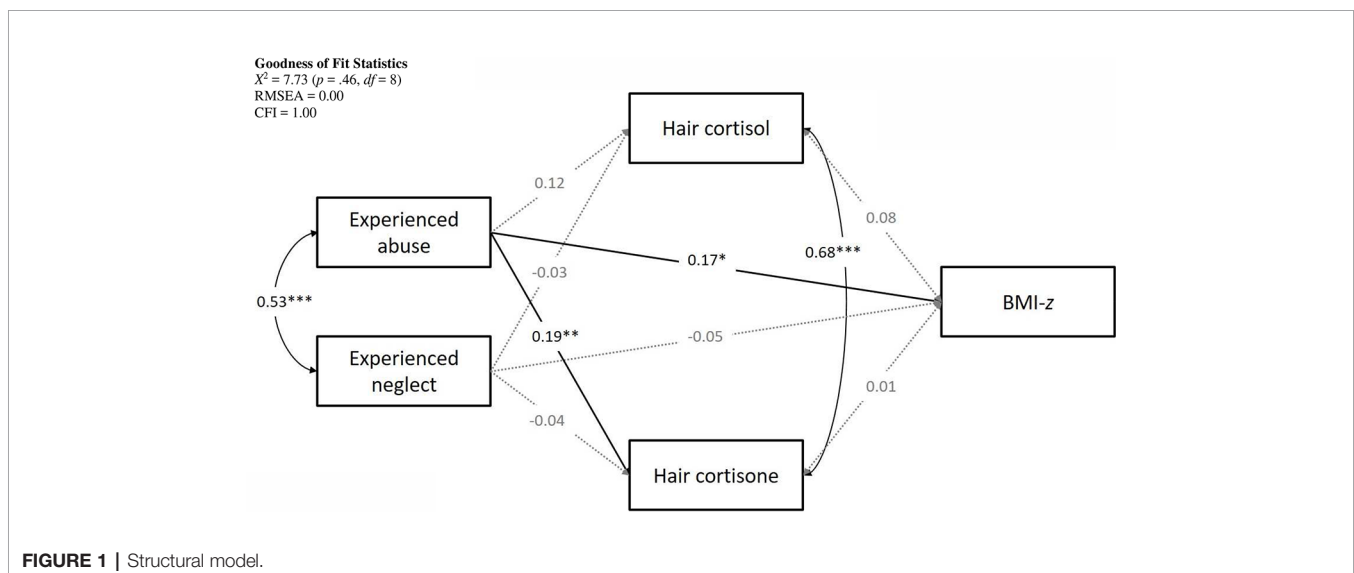 Goodness of Fit Statistics
X² = 7.73 (p = .46, df = 8)
RMSEA = 0.00
CFI = 1.00
Hair cortisol
0.12
Experienced
abuse
0.08
0.17*
0.68***
-0.03
0.53***
BMI-z
0.19**
-0.05
Experienced
neglect
0.01
-0.04
Hair cortisone
FIGURE 1 | Structural model.